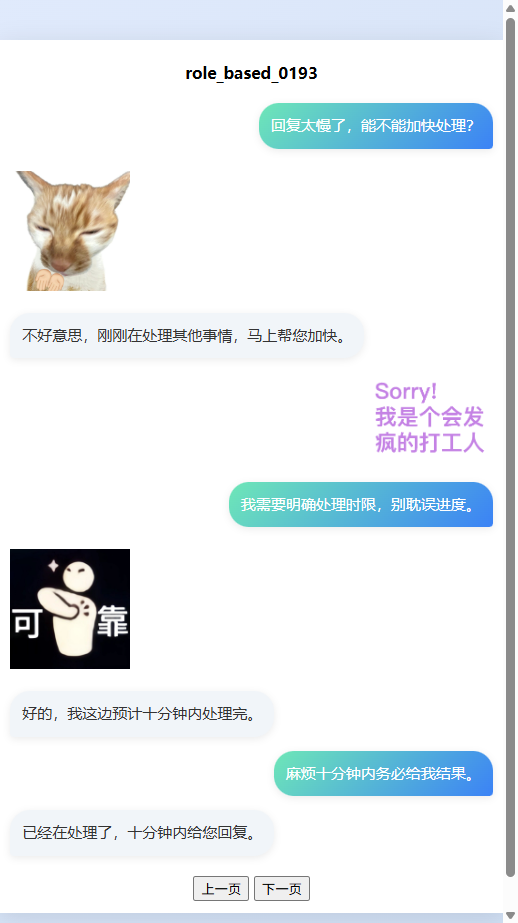 role_based_0193
回复太慢了，能不能加快处理？
不好意思，刚刚在处理其他事情，马上帮您加快。
Sorry!
我是个会发
疯的打工人
我需要明确处理时限，别耽误进度。
可靠
好的，我这边预计十分钟内处理完。
麻烦十分钟内务必给我结果。
已经在处理了，十分钟内给您回复。
上一页 下一页